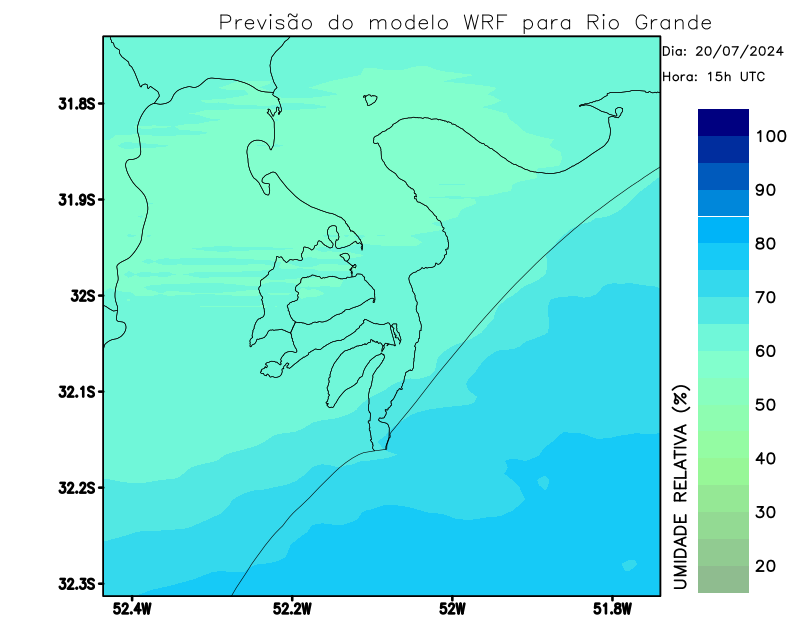 Previsão do modelo WRF para Rio Grande
Dia: 20/07/2024
Hora: 15h UTC
31.8S
31.9S
32S
32.1S
32.2S
32.3S
52.4W
52.2W
52W
51.8W
UMIDADE RELATIVA (%)
100
90
80
70
60
50
40
30
20